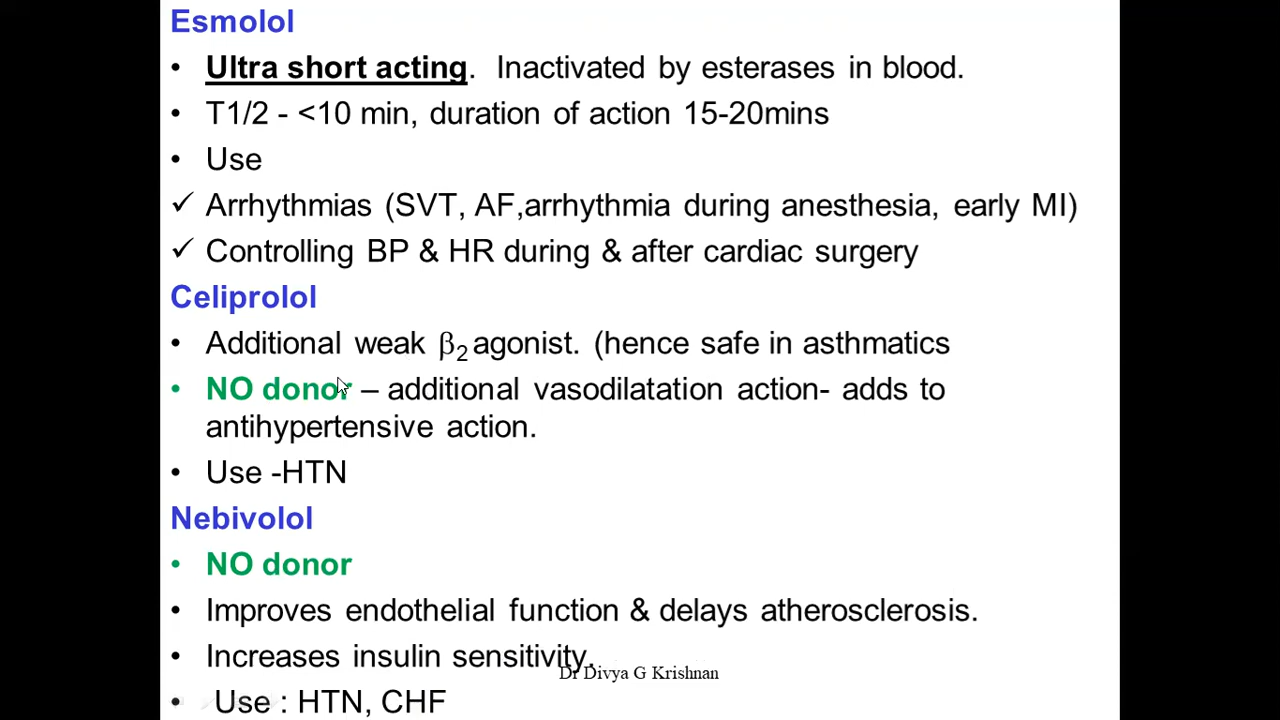 Esmolol
• Ultra short acting. Inactivated by esterases in blood.
• T1/2 - <10 min, duration of action 15-20mins
• Use
✓ Arrhythmias (SVT, AF,arrhythmia during anesthesia, early MI)
✓ Controlling BP & HR during & after cardiac surgery
Celiprolol
• Additional weak β₂ agonist. (hence safe in asthmatics
• NO donor – additional vasodilatation action- adds to
antihypertensive action.
• Use -HTN
Nebivolol
• NO donor
• Improves endothelial function & delays atherosclerosis.
• Increases insulin sensitivity.
Dr Divya G Krishnan
• Use : HTN, CHF